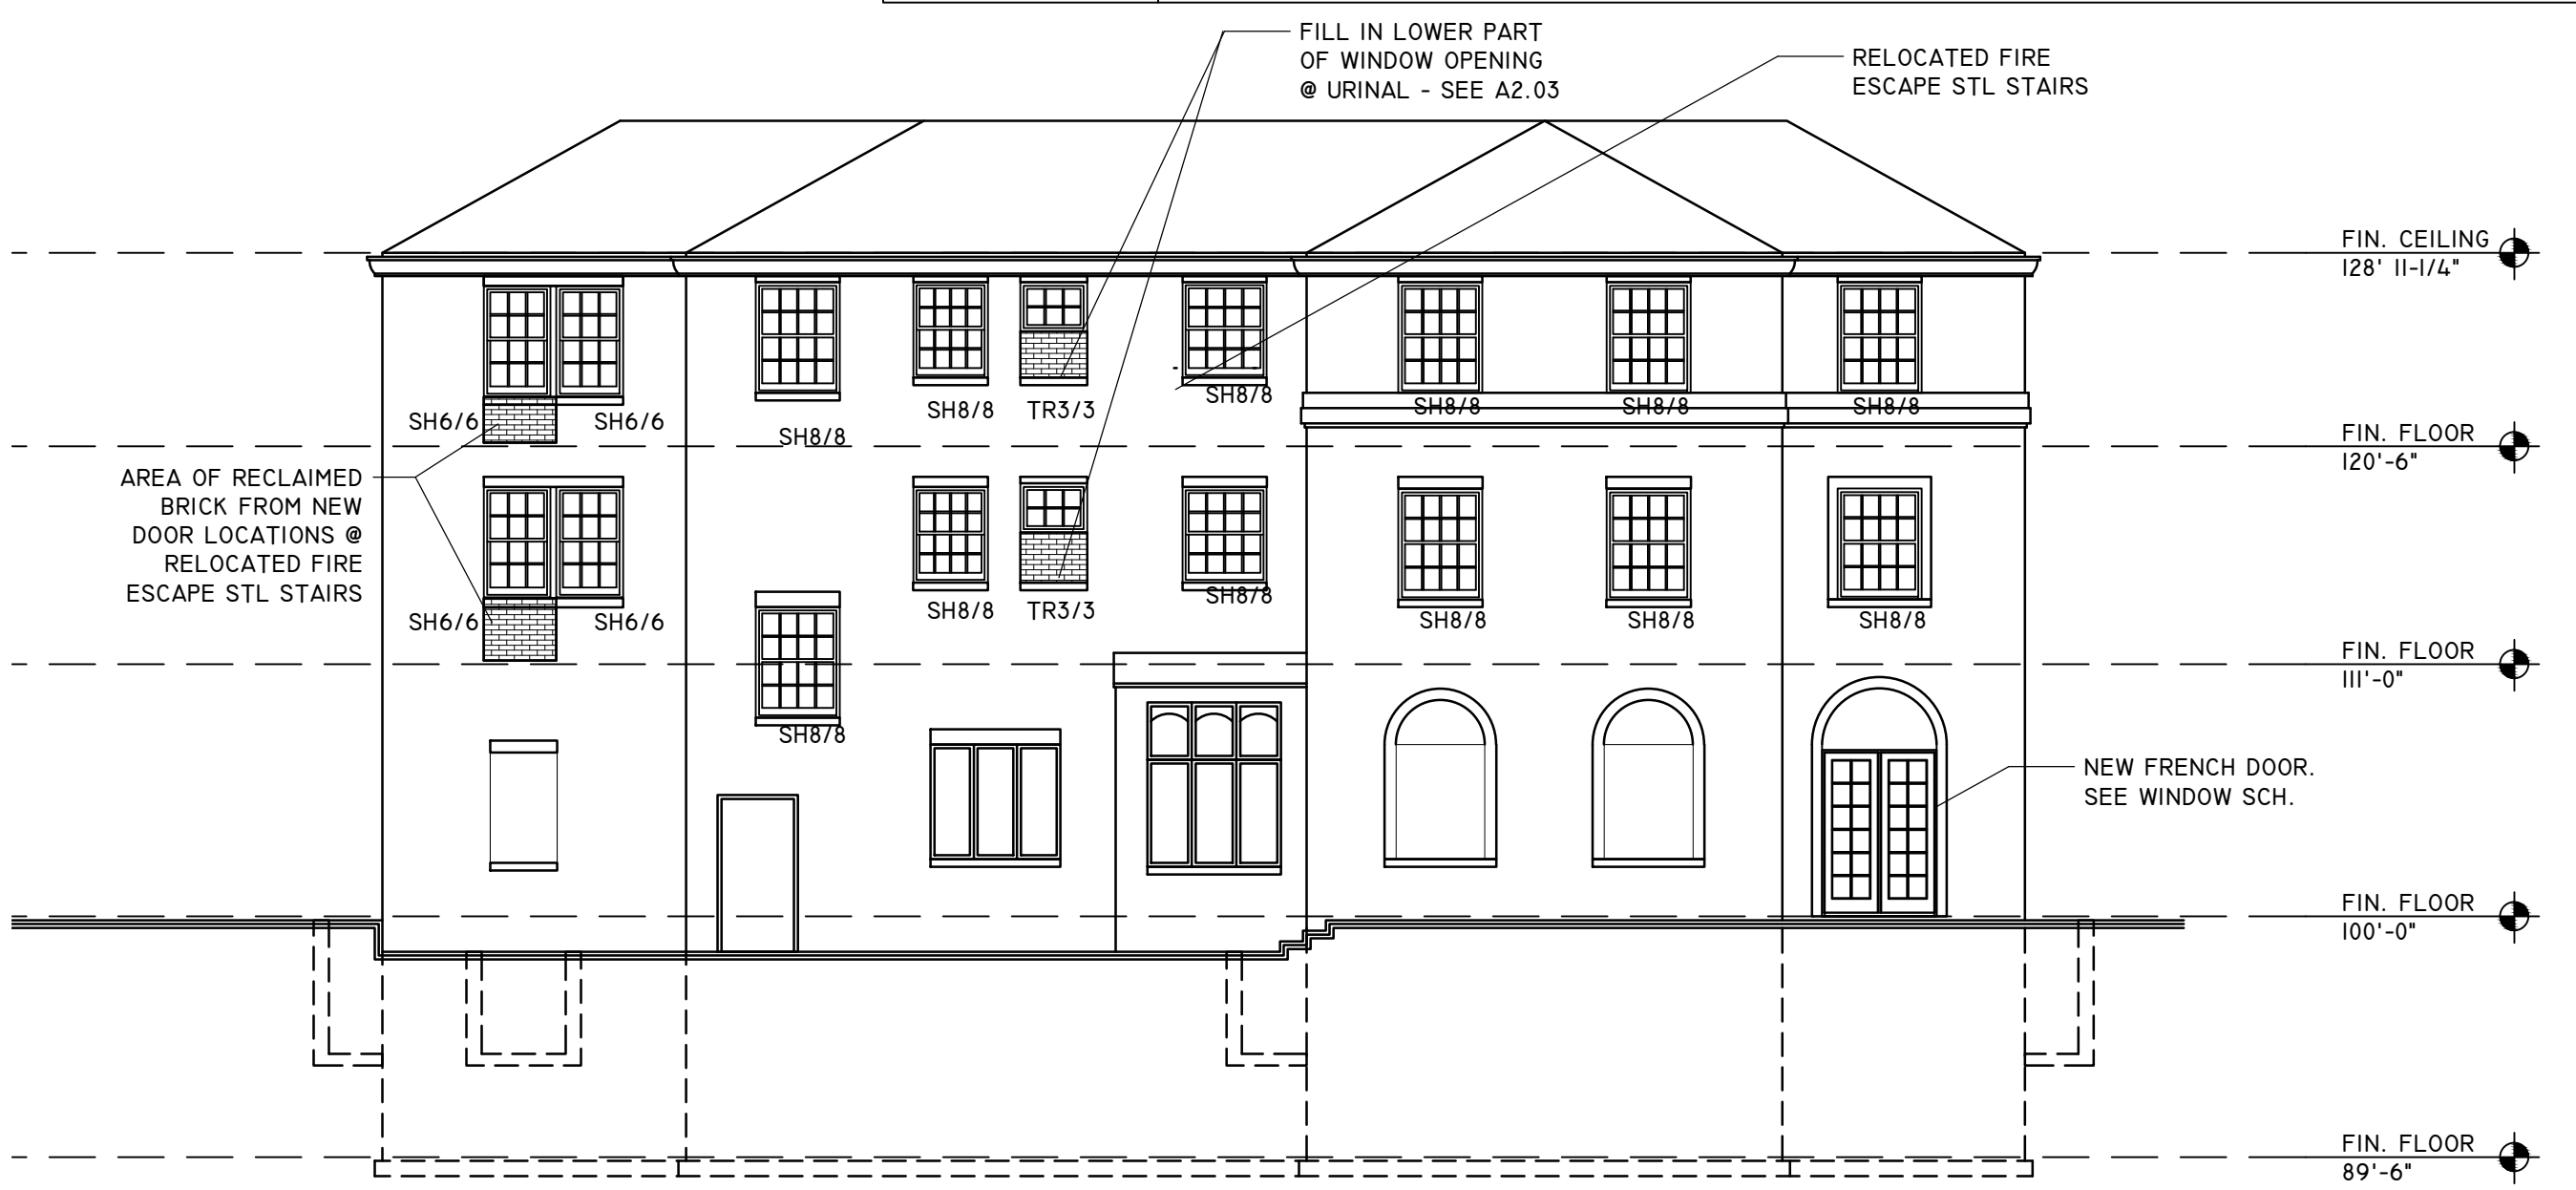 FILL IN LOWER PART
OF WINDOW OPENING
@ URINAL - SEE A2.03
RELOCATED FIRE
ESCAPE STL STAIRS
FIN. CEILING
128' 11-1/4"
SH6/6
SH6/6
SH8/8
SH8/8
TR3/3
SH8/8
SH8/8
SH8/8
SH8/8
FIN. FLOOR
120'-6"
AREA OF RECLAIMED
BRICK FROM NEW
DOOR LOCATIONS @
RELOCATED FIRE
ESCAPE STL STAIRS
SH6/6
SH6/6
SH8/8
SH8/8
TR3/3
SH8/8
SH8/8
SH8/8
SH8/8
FIN. FLOOR
111'-0"
NEW FRENCH DOOR.
SEE WINDOW SCH.
FIN. FLOOR
100'-0"
FIN. FLOOR
89'-6"